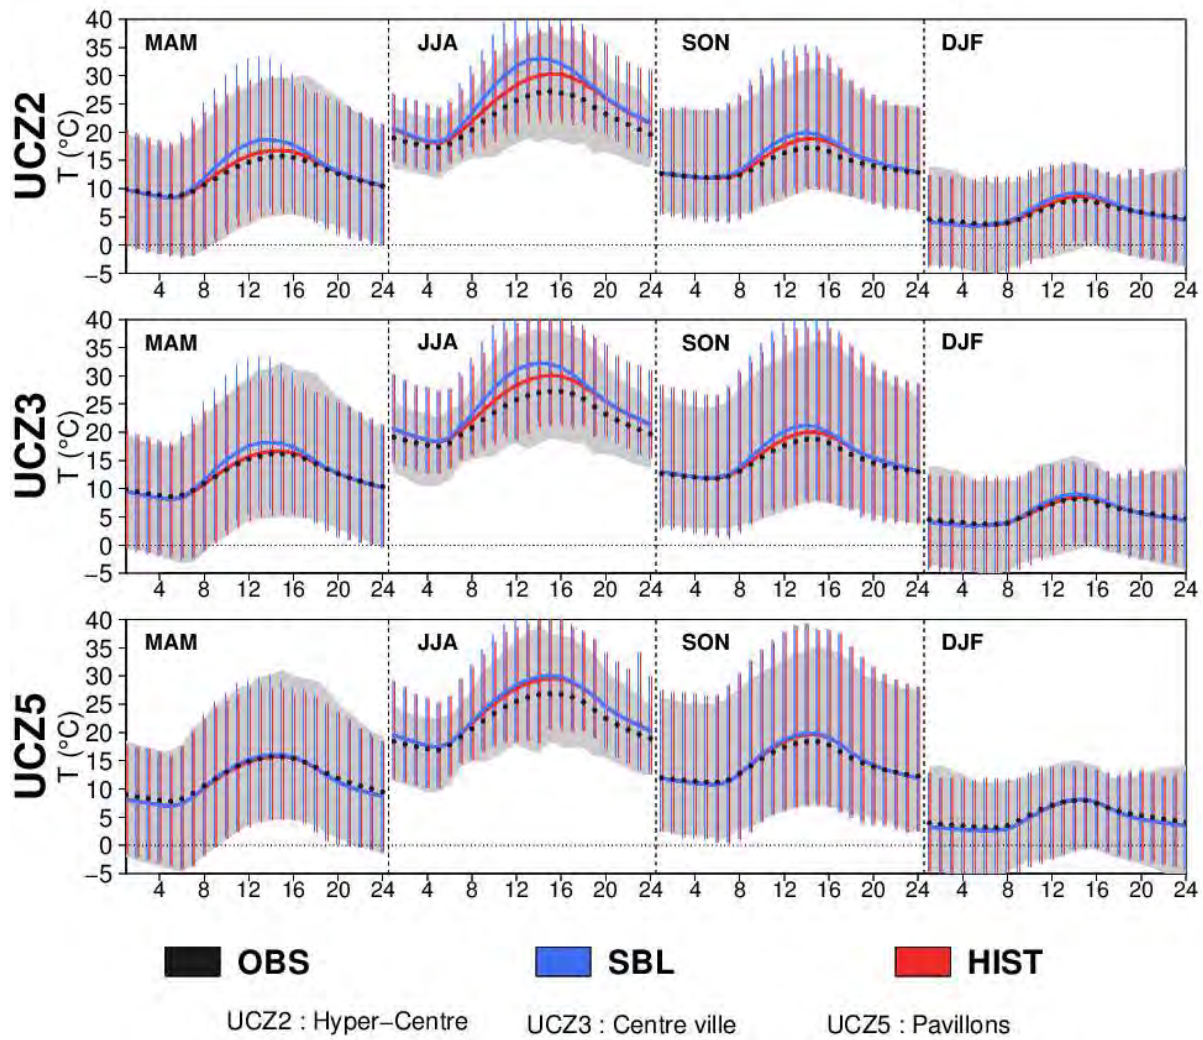 40 35 30 25 20 15 10 5 0 −5
UCZ2
T (°C)
MAM JJA SON DJF
4 8 12 16 20 24 4 8 12 16 20 24 4 8 12 16 20 24 4 8 12 16 20 24
40 35 30 25 20 15 10 5 0 −5
UCZ3
T (°C)
MAM JJA SON DJF
4 8 12 16 20 24 4 8 12 16 20 24 4 8 12 16 20 24 4 8 12 16 20 24
40 35 30 25 20 15 10 5 0 −5
UCZ5
T (°C)
MAM JJA SON DJF
4 8 12 16 20 24 4 8 12 16 20 24 4 8 12 16 20 24 4 8 12 16 20 24
OBS SBL HIST
UCZ2 : Hyper−Centre UCZ3 : Centre ville UCZ5 : Pavillons